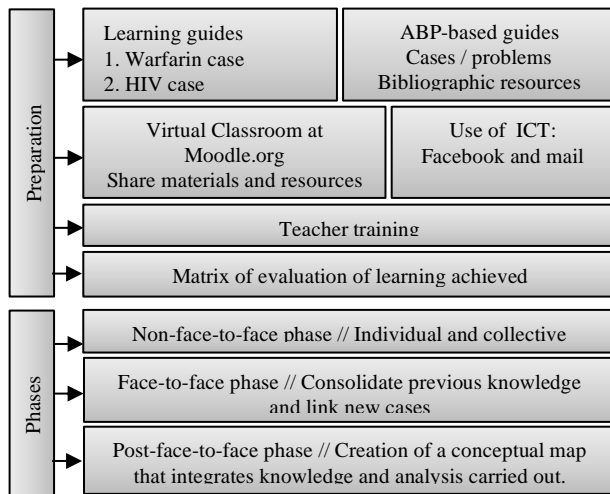 Preparation
Learning guides
1. Warfarin case
2. HIV case
ABP-based guides
Cases / problems
Bibliographic resources
Virtual Classroom at
Moodle.org
Share materials and resources
Use of ICT:
Facebook and mail
Teacher training
Matrix of evaluation of learning achieved
Phases
Non-face-to-face phase // Individual and collective
Face-to-face phase // Consolidate previous knowledge
and link new cases
Post-face-to-face phase // Creation of a conceptual map
that integrates knowledge and analysis carried out.